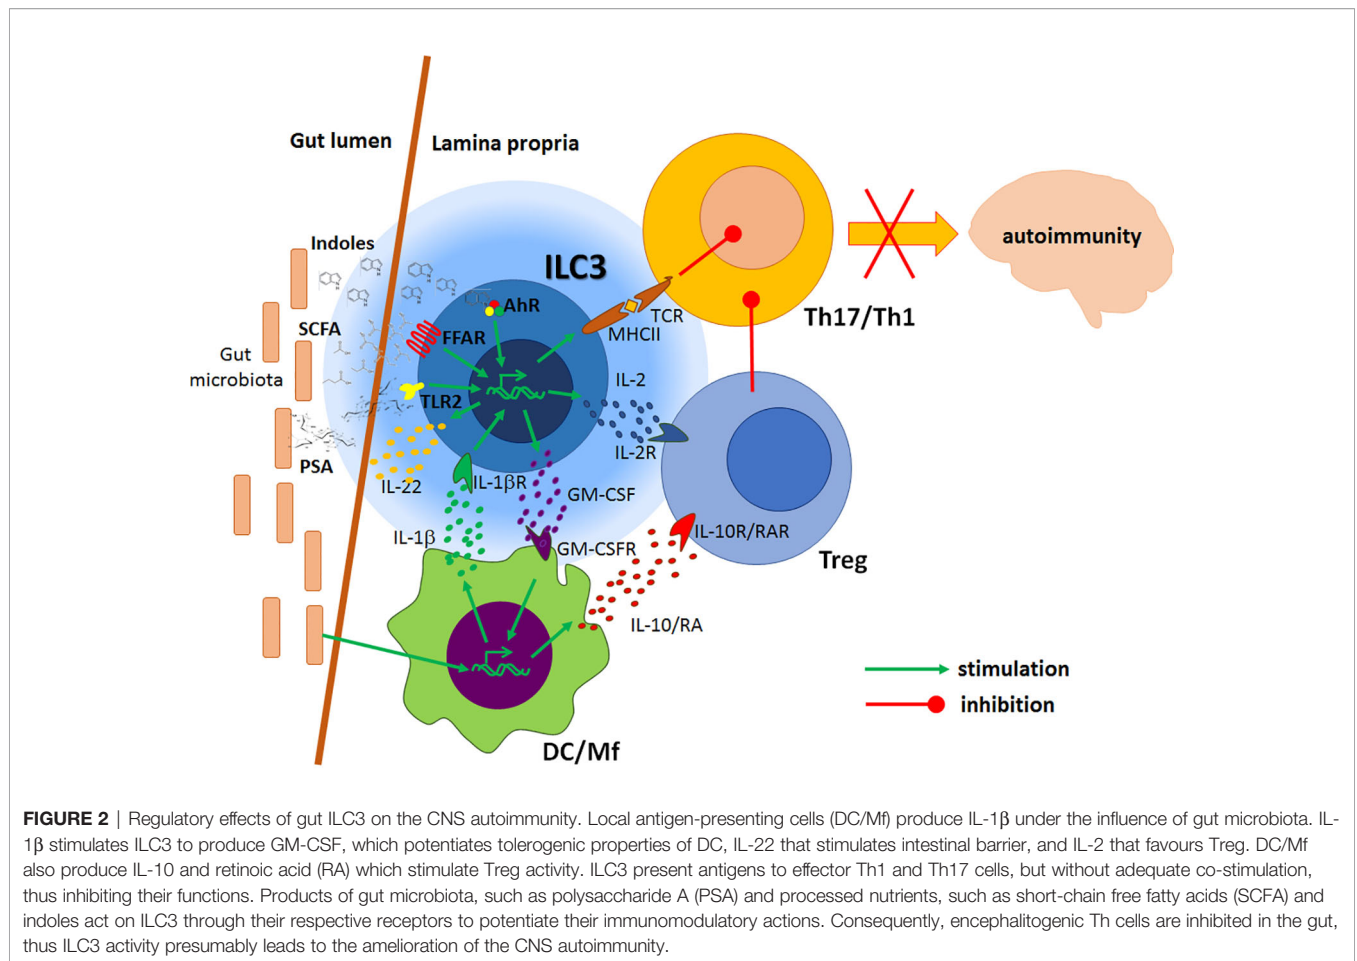 Gut lumen
Lamina propria
Indoles
ILC3
AhR
autoimmunity
SCFA
FFAR
TCR
MHCII
Th17/Th1
Gut
microbiota
TLR2
IL-2
IL-2R
PSA
IL-22
IL-1βR
GM-CSF
IL-1β
GM-CSFR
IL-10R/RAR
Treg
IL-10/RA
stimulation
inhibition
DC/Mf
FIGURE 2 | Regulatory effects of gut ILC3 on the CNS autoimmunity. Local antigen-presenting cells (DC/Mf) produce IL-1β under the influence of gut microbiota. IL-
1β stimulates ILC3 to produce GM-CSF, which potentiates tolerogenic properties of DC, IL-22 that stimulates intestinal barrier, and IL-2 that favours Treg. DC/Mf
also produce IL-10 and retinoic acid (RA) which stimulate Treg activity. ILC3 present antigens to effector Th1 and Th17 cells, but without adequate co-stimulation,
thus inhibiting their functions. Products of gut microbiota, such as polysaccharide A (PSA) and processed nutrients, such as short-chain free fatty acids (SCFA) and
indoles act on ILC3 through their respective receptors to potentiate their immunomodulatory actions. Consequently, encephalitogenic Th cells are inhibited in the gut,
thus ILC3 activity presumably leads to the amelioration of the CNS autoimmunity.